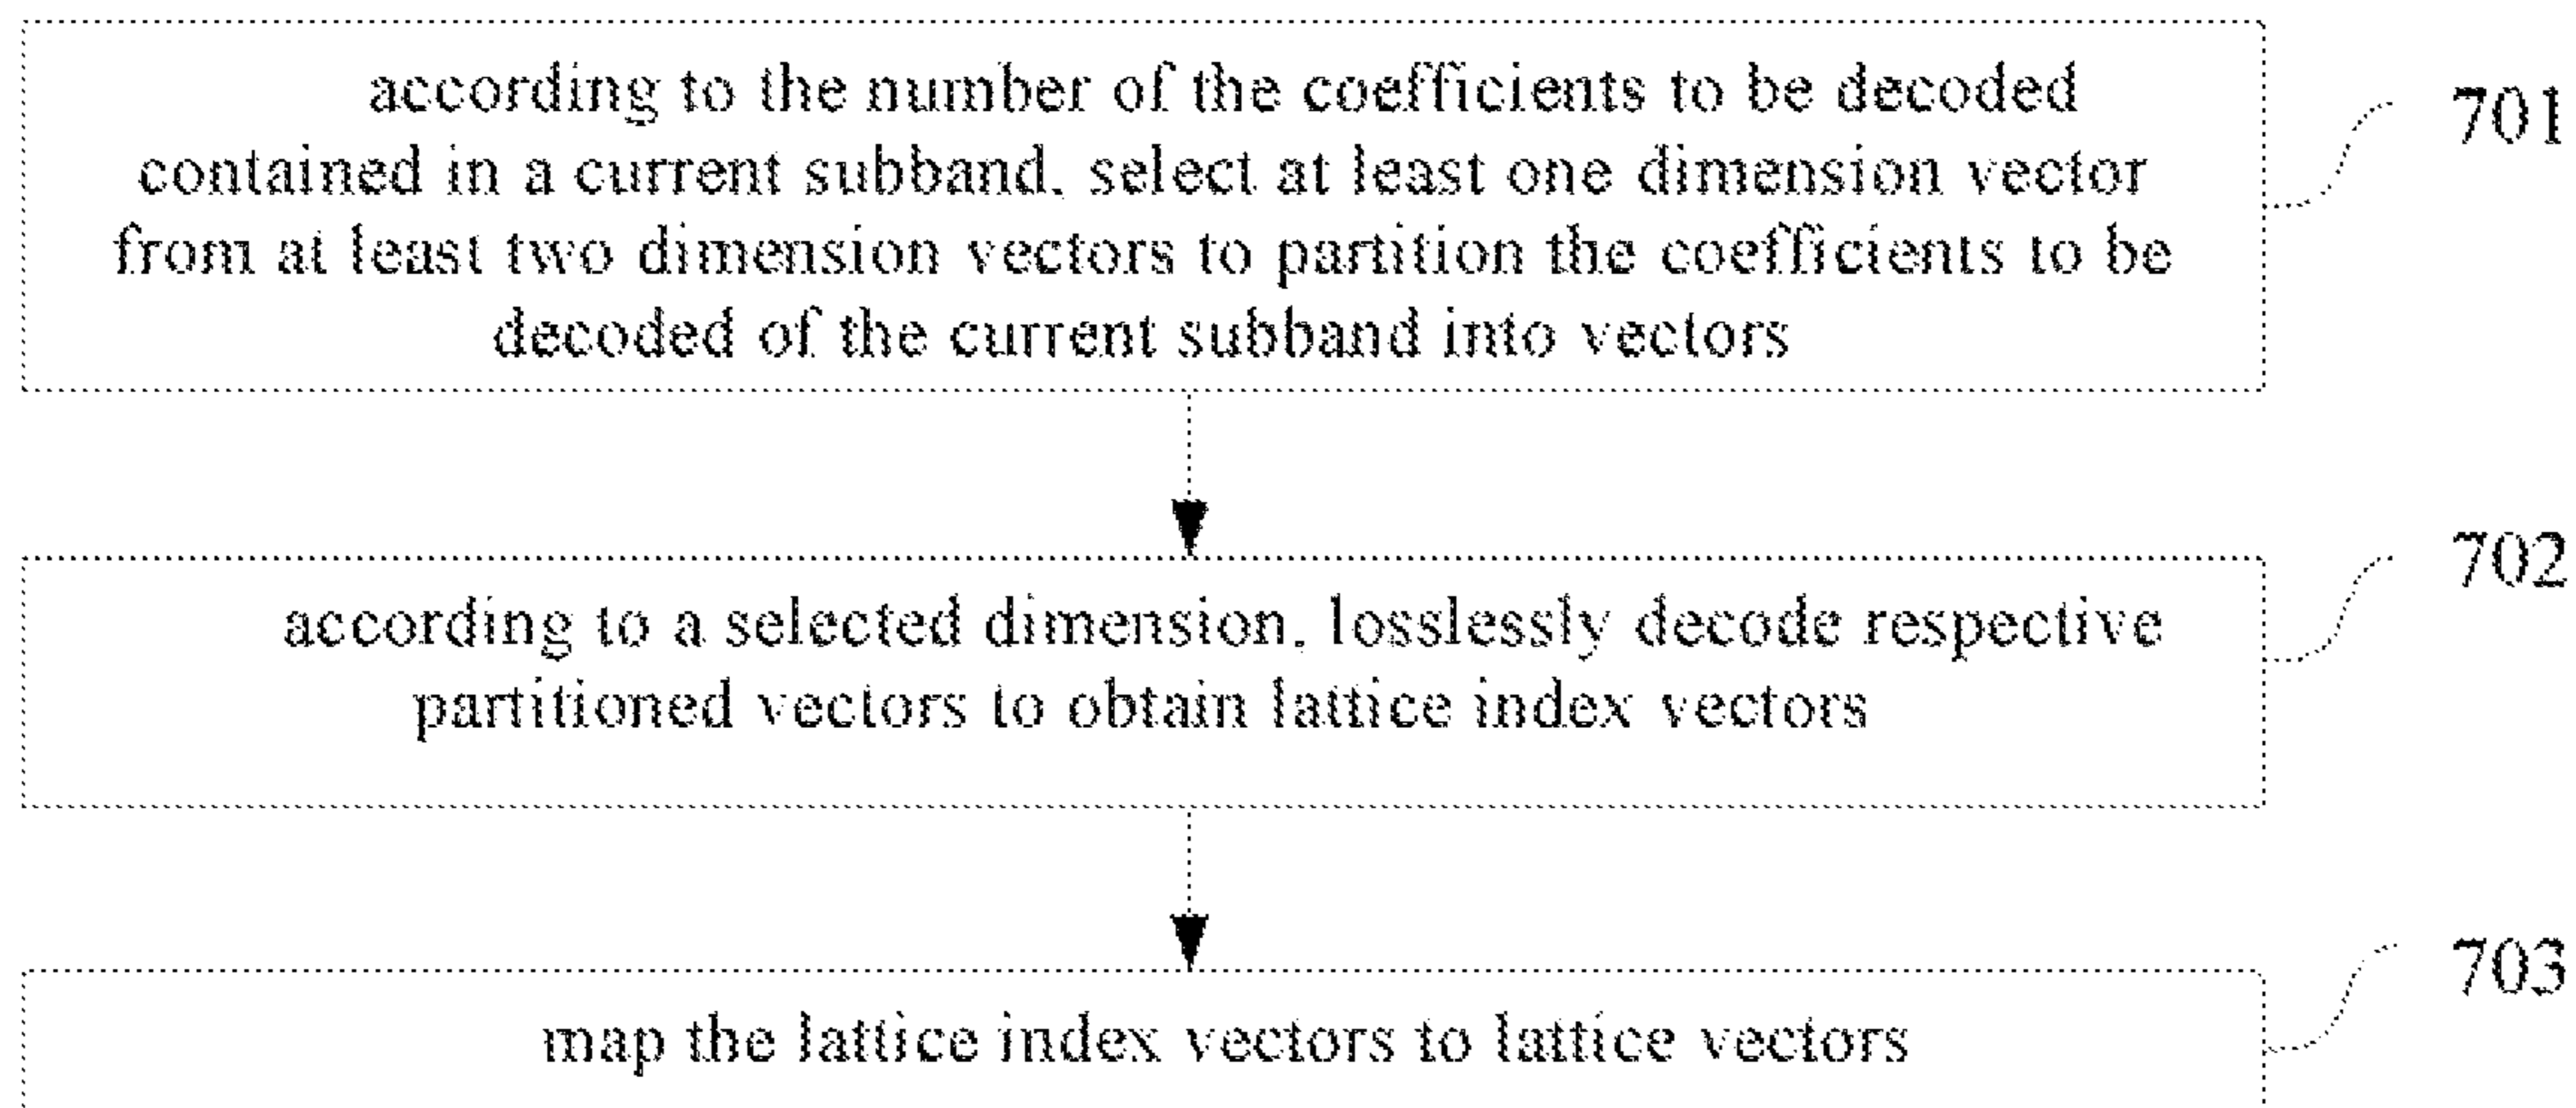 according to the number of the coefficients to be decoded
contained in a current subband, select at least one dimension vector
from at least two dimension vectors to partition the coefficients to be
decoded of the current subband into vectors
701
according to a selected dimension, losslessly decode respective
partitioned vectors to obtain lattice index vectors
702
map the lattice index vectors to lattice vectors
703